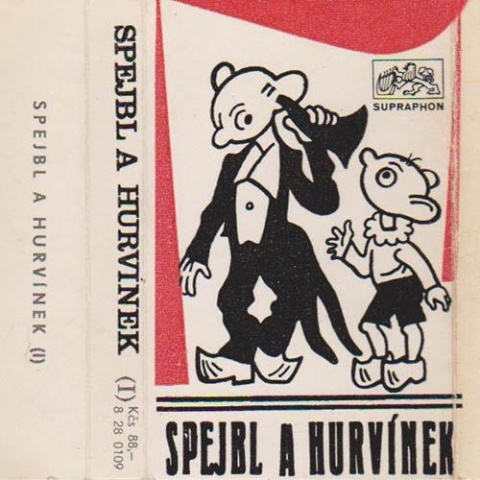 SPEJBL A HURVÍNEK (I)
SPEJBL A HURVÍNEK (I)
Kčs 88,–
8 28 0109
SUPRAPHON
SPEJBL A HURVÍNEK